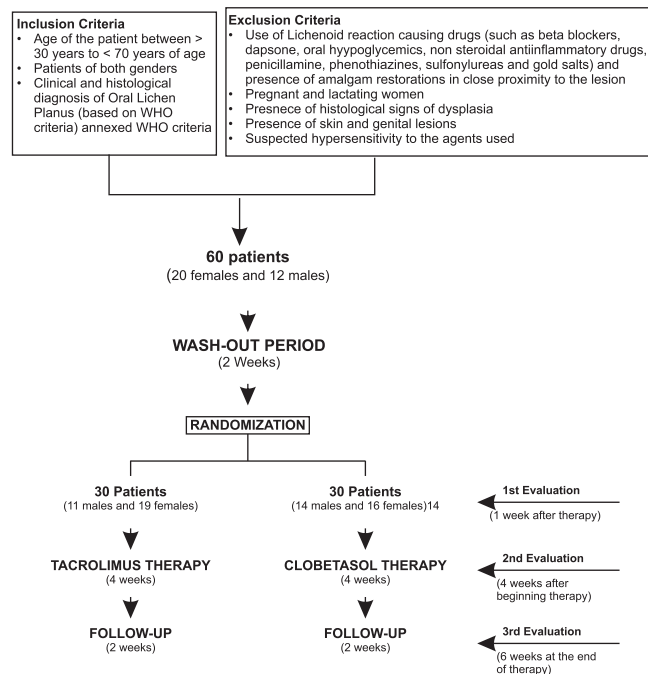 Inclusion Criteria
• Age of the patient between >
30 years to < 70 years of age
• Patients of both genders
• Clinical and histological
diagnosis of Oral Lichen
Planus (based on WHO
criteria) annexed WHO criteria
Exclusion Criteria
• Use of Lichenoid reaction causing drugs (such as beta blockers,
dapsone, oral hyypoglycemics, non steroidal antiinflammatory drugs,
penicillamine, phenothiazines, sulfonylureas and gold salts) and
presence of amalgam restorations in close proximity to the lesion
• Pregnant and lactating women
• Presnece of histological signs of dysplasia
• Presence of skin and genital lesions
• Suspected hypersensitivity to the agents used
60 patients
(20 females and 12 males)
WASH-OUT PERIOD
(2 Weeks)
RANDOMIZATION
30 Patients
(11 males and 19 females)
30 Patients
(14 males and 16 females)14
1st Evaluation
(1 week after therapy)
TACROLIMUS THERAPY
(4 weeks)
CLOBETASOL THERAPY
(4 weeks)
2nd Evaluation
(4 weeks after
beginning therapy)
FOLLOW-UP
(2 weeks)
FOLLOW-UP
(2 weeks)
3rd Evaluation
(6 weeks at the end
of therapy)